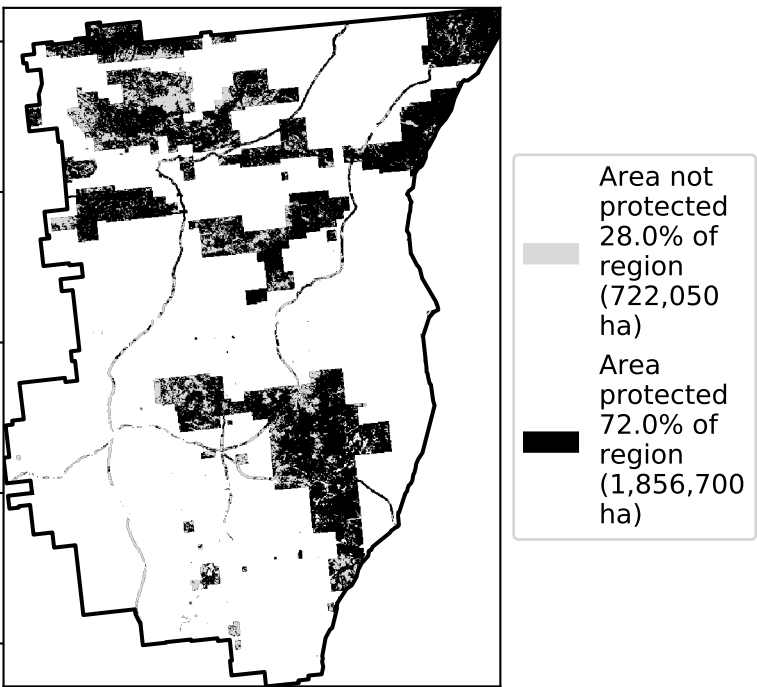 Area not
protected
28.0% of
region
(722,050
ha)
Area
protected
72.0% of
region
(1,856,700
ha)